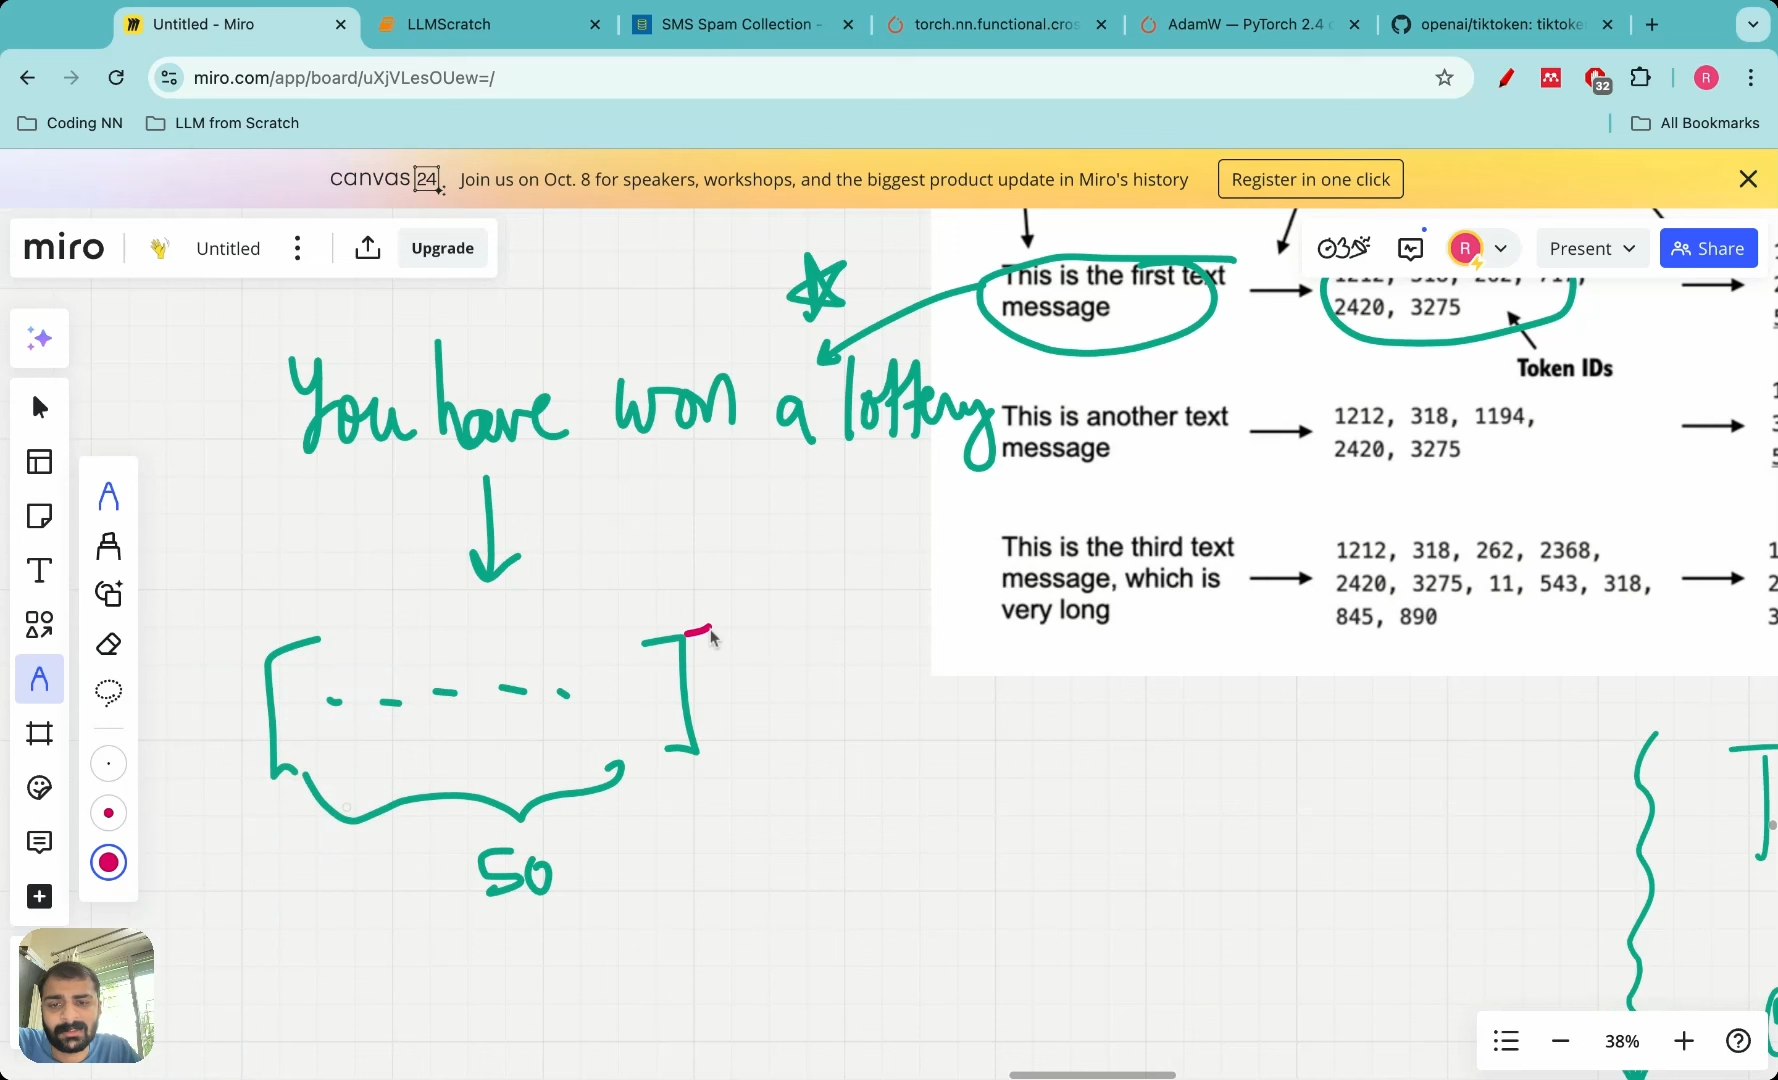 Untitled - Miro
LLMScratch
SMS Spam Collection -
torch.nn.functional.cros
AdamW — PyTorch 2.4
openai/tiktoken: tiktoke
miro.com/app/board/uXjVLesOUew=/
32
R
Coding NN
LLM from Scratch
All Bookmarks
canvas 24
Join us on Oct. 8 for speakers, workshops, and the biggest product update in Miro's history
Register in one click
miro
Untitled
Upgrade
R
Present
Share
This is the first text
message
2420, 3275
Token IDs
You have won a lottery
This is another text
message
1212, 318, 1194,
2420, 3275
This is the third text
message, which is
very long
1212, 318, 262, 2368,
2420, 3275, 11, 543, 318,
845, 890
50
38%